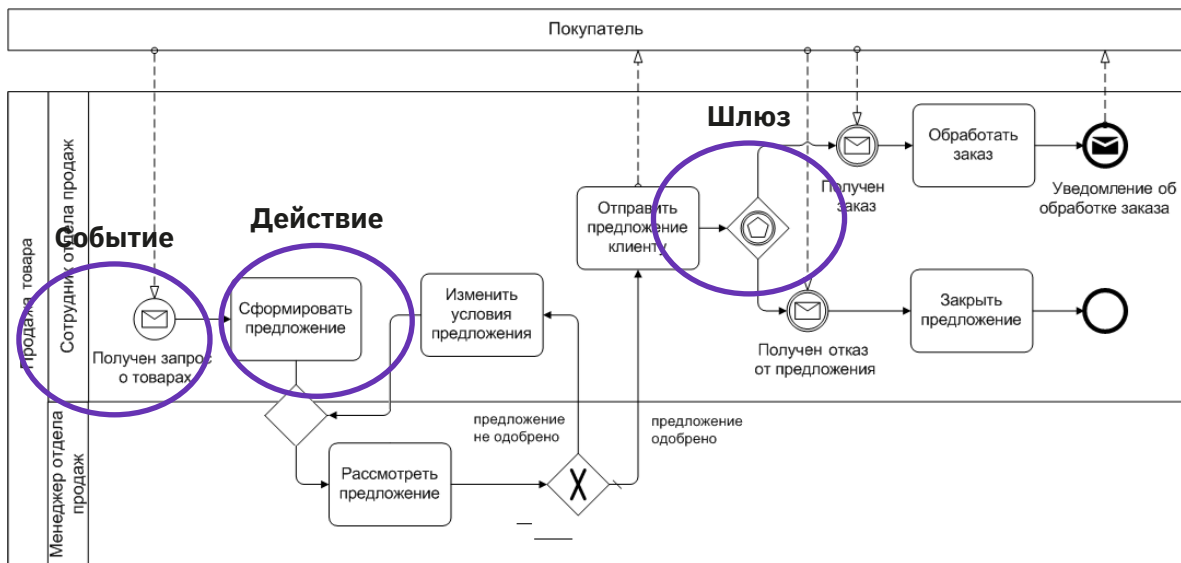 Покупатель
Продажа товара
Сотрудник отдела продаж
Менеджер отдела
продаж
Событие
Получен запрос
о товарах
Действие
Сформировать
предложение
Изменить
условия
предложения
Рассмотреть
предложение
предложение
не одобрено
X
предложение
одобрено
Отправить
предложение
клиенту
Шлюз
Получен
заказ
Обработать
заказ
Уведомление об
обработке заказа
Получен отказ
от предложения
Закрыть
предложение